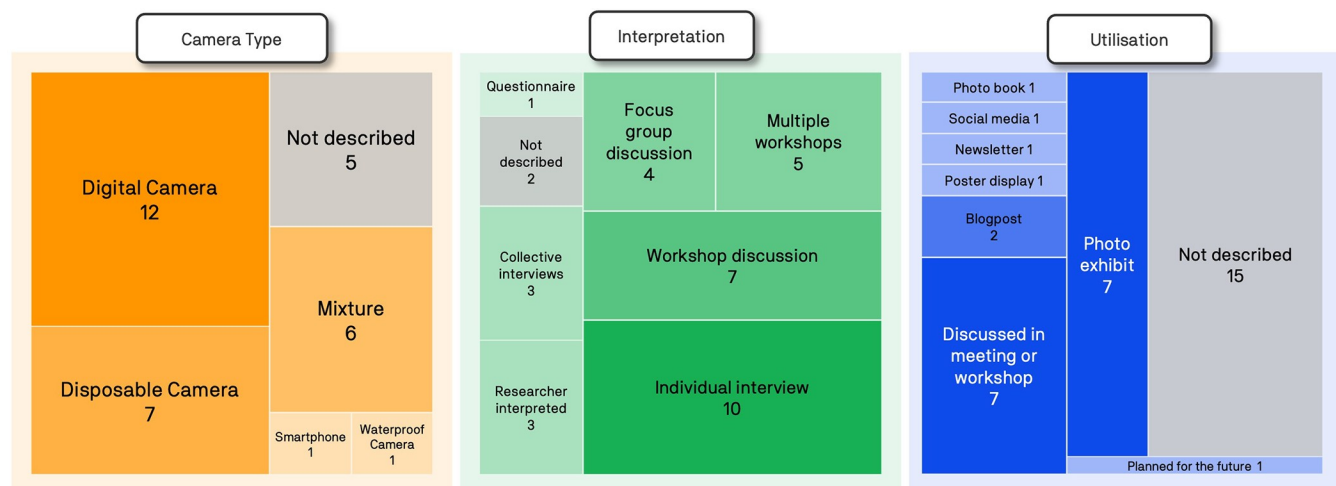 Camera Type
Digital Camera
12
Disposable Camera
7
Not described
5
Mixture
6
Smartphone
1
Waterproof
Camera
1
Interpretation
Questionnaire
1
Not
described
2
Collective
interviews
3
Researcher
interpreted
3
Focus
group
discussion
4
Multiple
workshops
5
Workshop discussion
7
Individual interview
10
Utilisation
Photo book 1
Social media 1
Newsletter 1
Poster display 1
Blogpost
2
Discussed in
meeting or
workshop
7
Photo
exhibit
7
Not described
15
Planned for the future 1